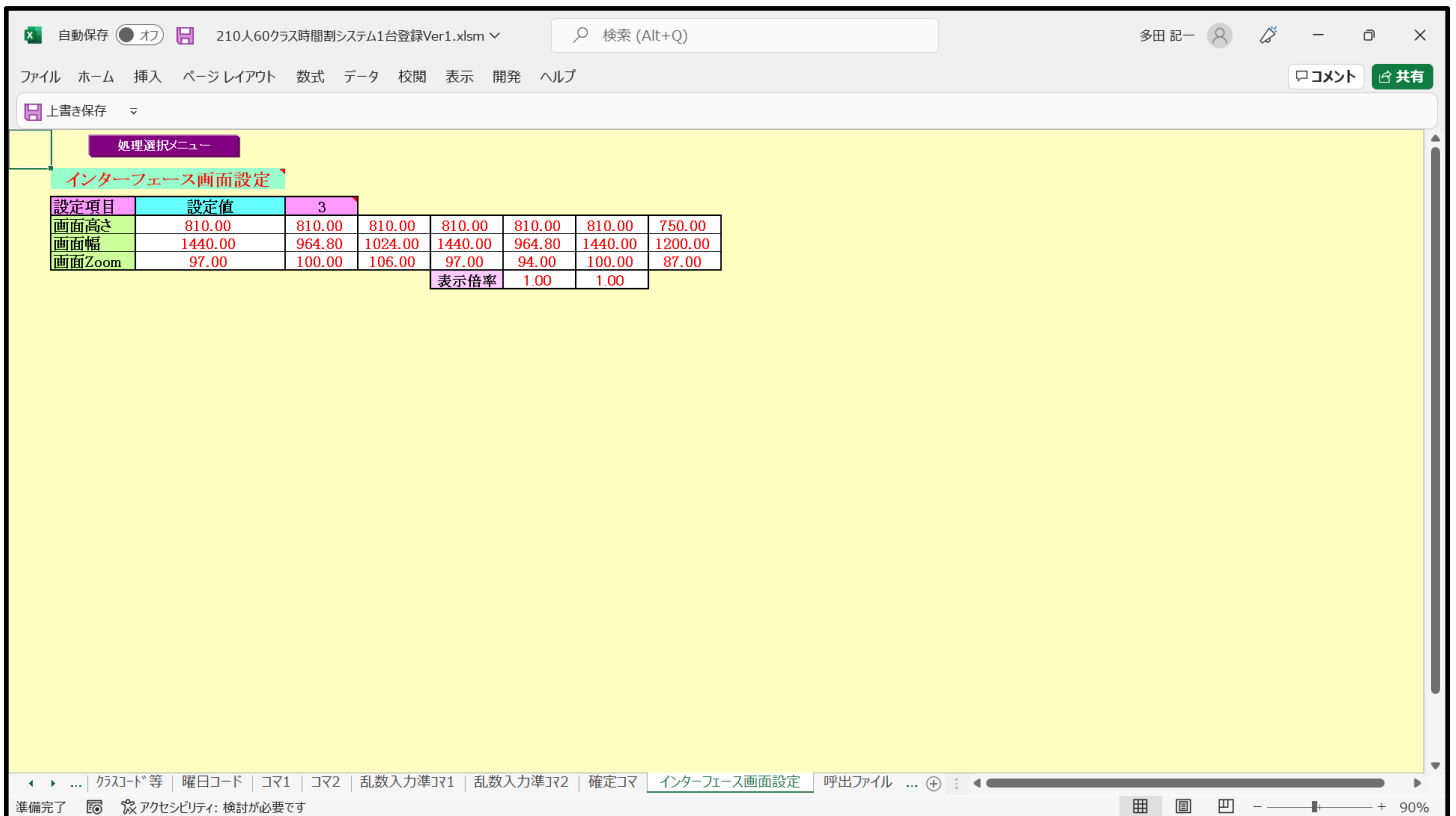 自動保存 オフ 210人60クラス時間割システム1台登録Ver1.xlsm 検索 (Alt+Q) 多田 記一
ファイル ホーム 挿入 ページ レイアウト 数式 データ 校閲 表示 開発 ヘルプ コメント 共有
上書き保存
処理選択メニュー
インターフェース画面設定
設定項目 設定値 3
画面高さ 810.00 810.00 810.00 810.00 810.00 810.00 750.00
画面幅 1440.00 964.80 1024.00 1440.00 964.80 1440.00 1200.00
画面Zoom 97.00 100.00 106.00 97.00 94.00 100.00 87.00
表示倍率 1.00 1.00
... ｸﾗｽｺｰﾄﾞ等 曜日コード コマ1 コマ2 乱数入力準ｺﾏ1 乱数入力準ｺﾏ2 確定コマ インターフェース画面設定 呼出ファイル ...
準備完了 アクセシビリティ: 検討が必要です 90%